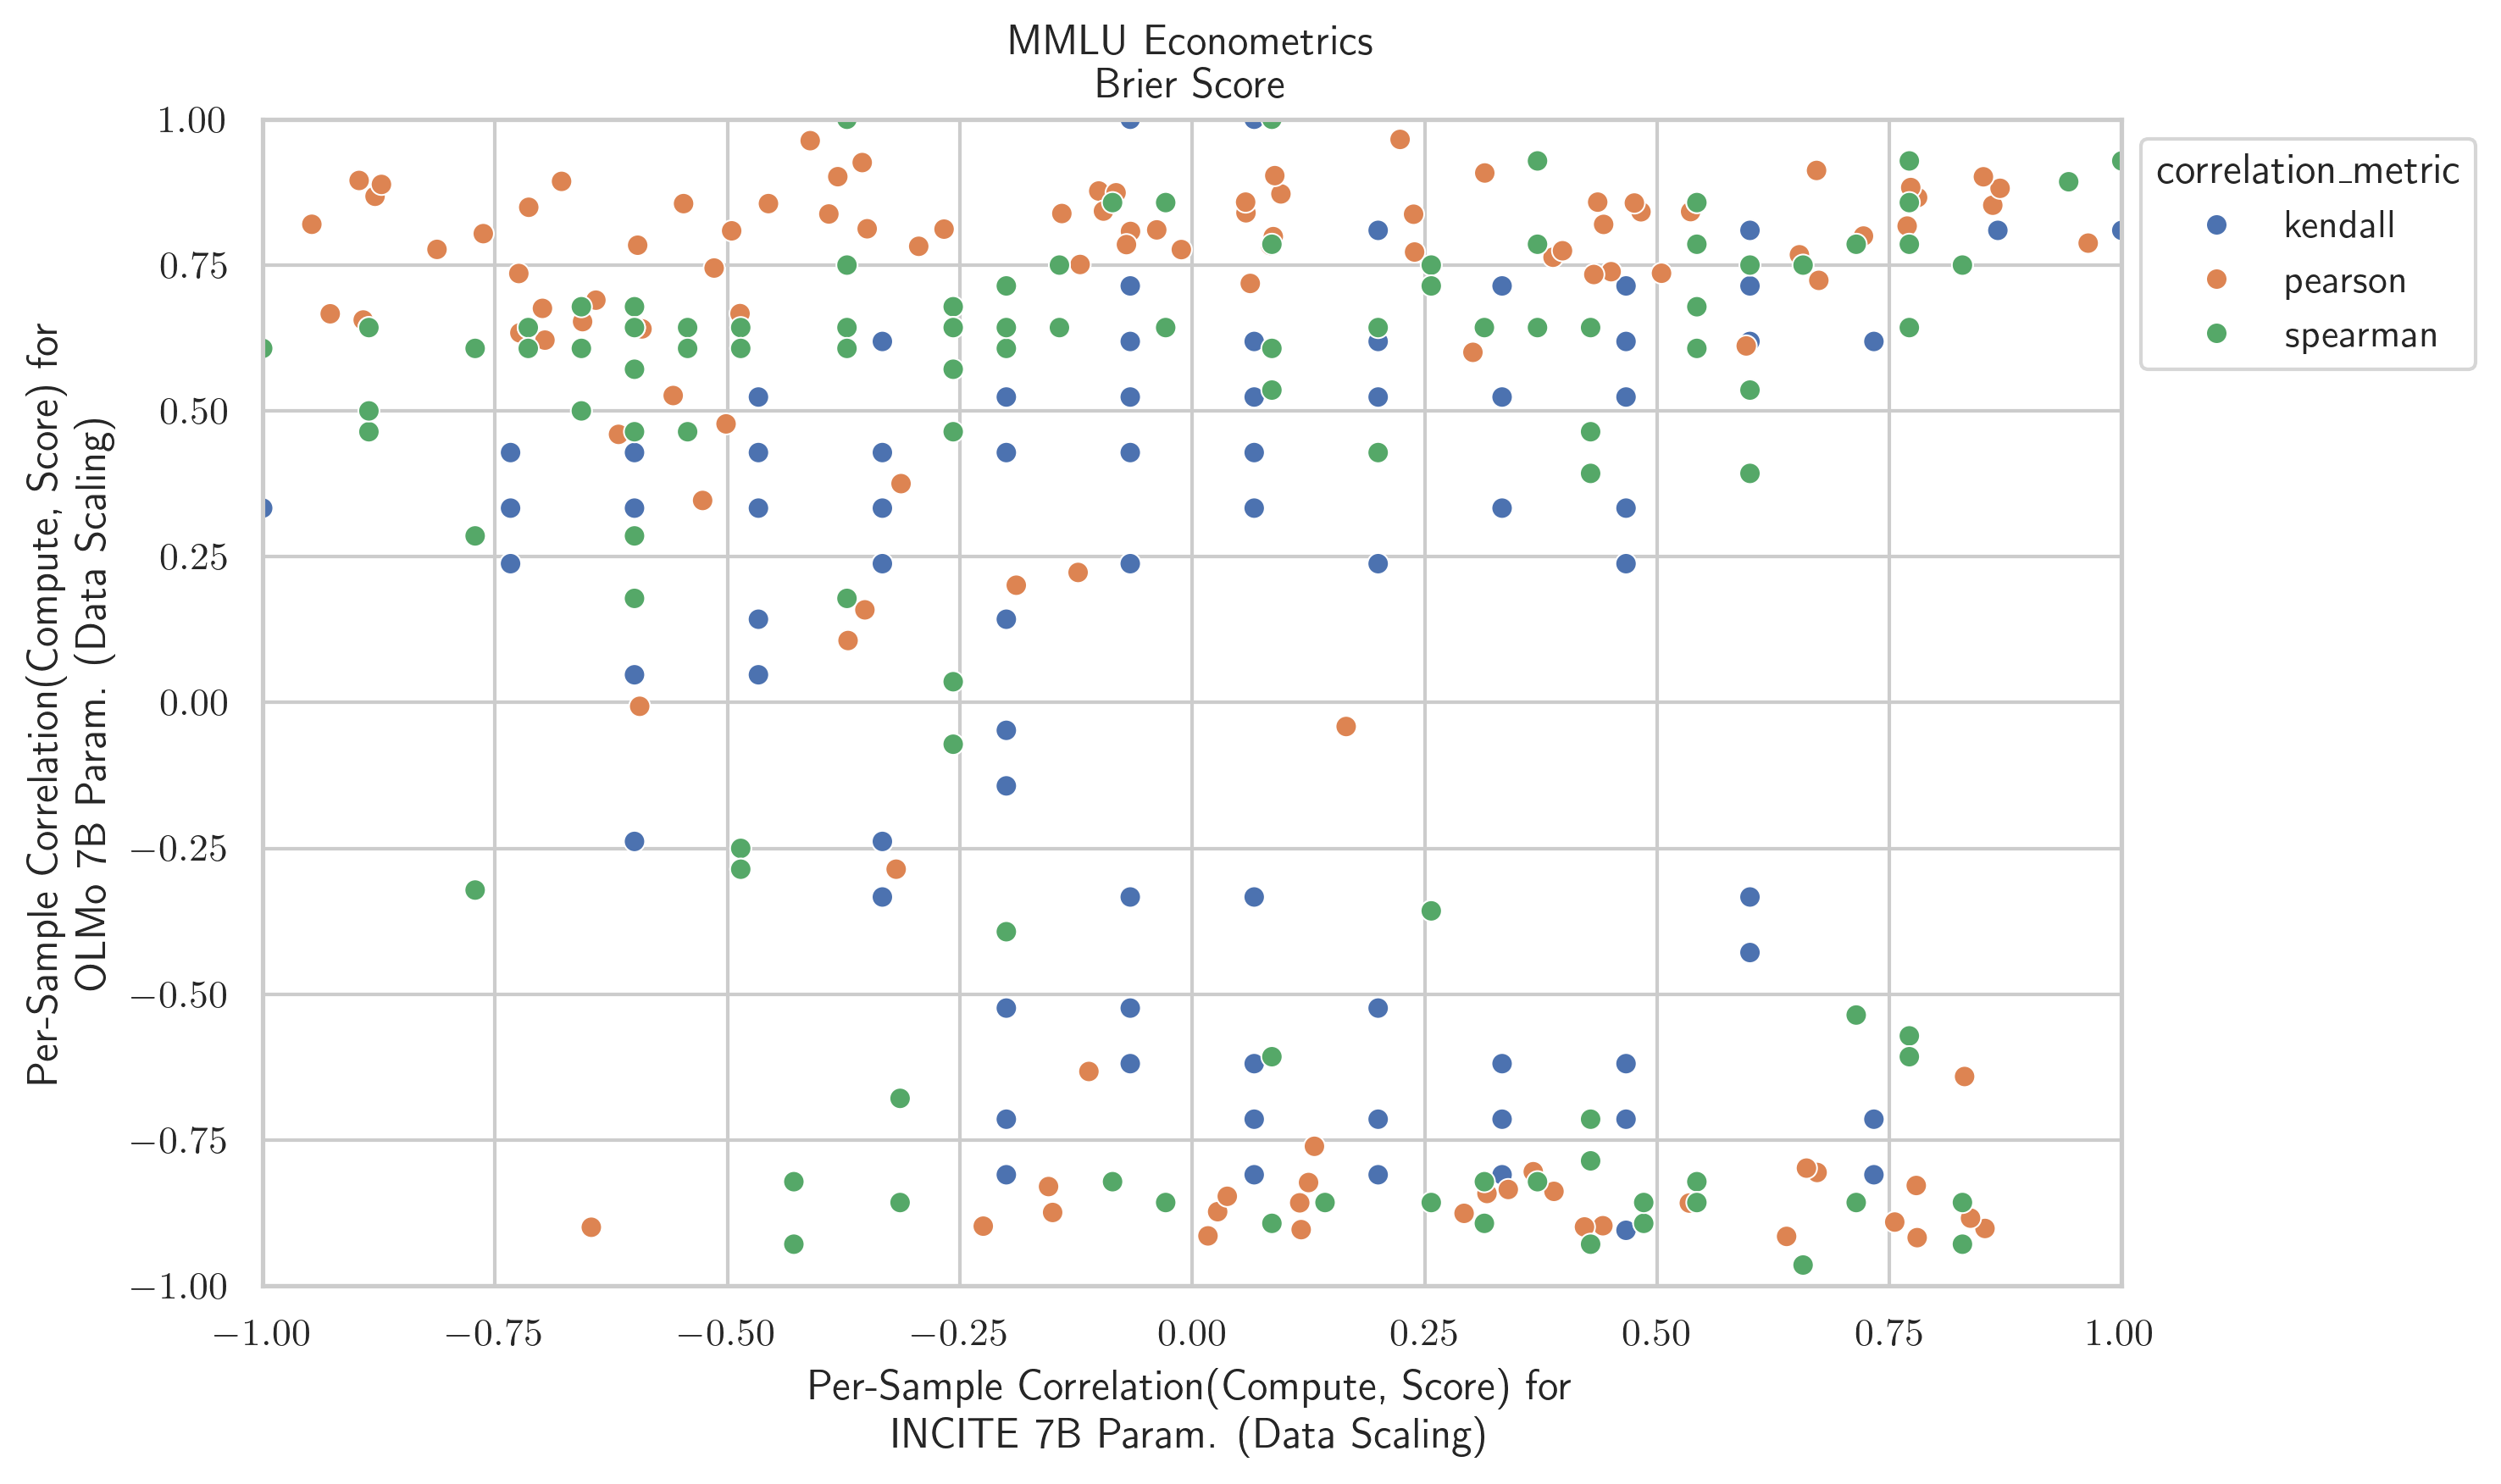 MMLU Econometrics
Brier Score
Per-Sample Correlation(Compute, Score) for
OLMo 7B Param. (Data Scaling)
1.00
0.75
0.50
0.25
0.00
−0.25
−0.50
−0.75
−1.00
−1.00
−0.75
−0.50
−0.25
0.00
0.25
0.50
0.75
1.00
Per-Sample Correlation(Compute, Score) for
INCITE 7B Param. (Data Scaling)
correlation_metric
kendall
pearson
spearman